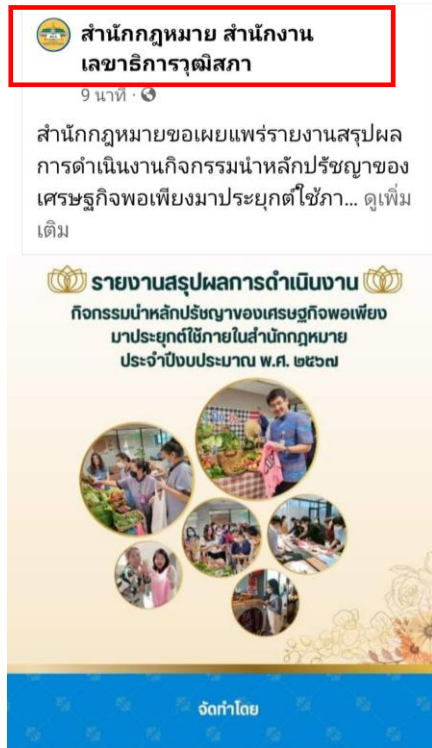 สำนักกฎหมาย สำนักงาน
เลขาธิการวุฒิสภา
9 นาที ·
สำนักกฎหมายขอเผยแพร่รายงานสรุปผล
การดำเนินงานกิจกรรมนำหลักปรัชญาของ
เศรษฐกิจพอเพียงมาประยุกต์ใช้ภา... ดูเพิ่ม
เติม
รายงานสรุปผลการดำเนินงาน
กิจกรรมนำหลักปรัชญาของเศรษฐกิจพอเพียง
มาประยุกต์ใช้ภายในสำนักกฎหมาย
ประจำปีงบประมาณ พ.ศ. ๒๕๖๗
จัดทำโดย